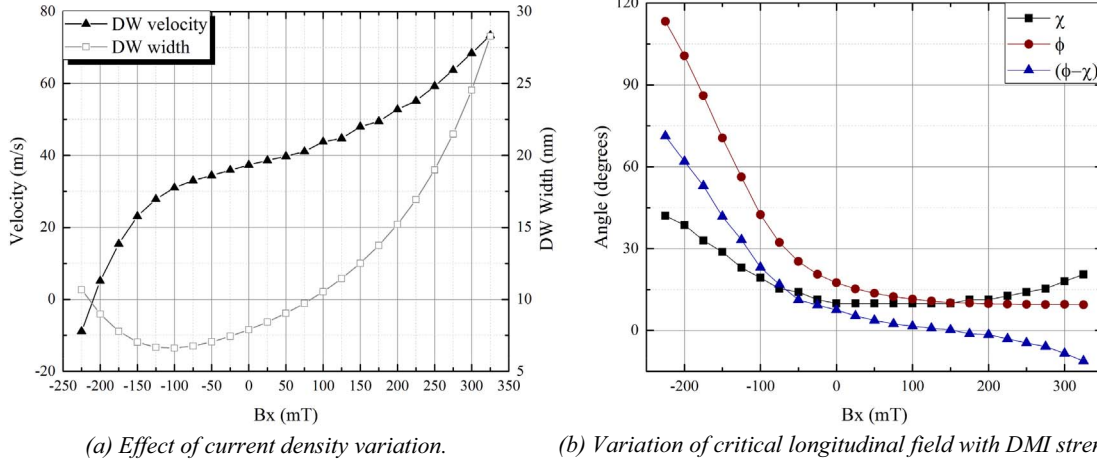 DW velocity
DW width
80
60
40
20
0
-20
Velocity (m/s)
30
25
20
15
10
5
DW Width (nm)
-250 -200 -150 -100 -50 0 50 100 150 200 250 300 350
Bx (mT)
(a) Effect of current density variation.
χ
ϕ
(ϕ−χ)
120
90
60
30
0
Angle (degrees)
-200 -100 0 100 200 300
Bx (mT)
(b) Variation of critical longitudinal field with DMI stren